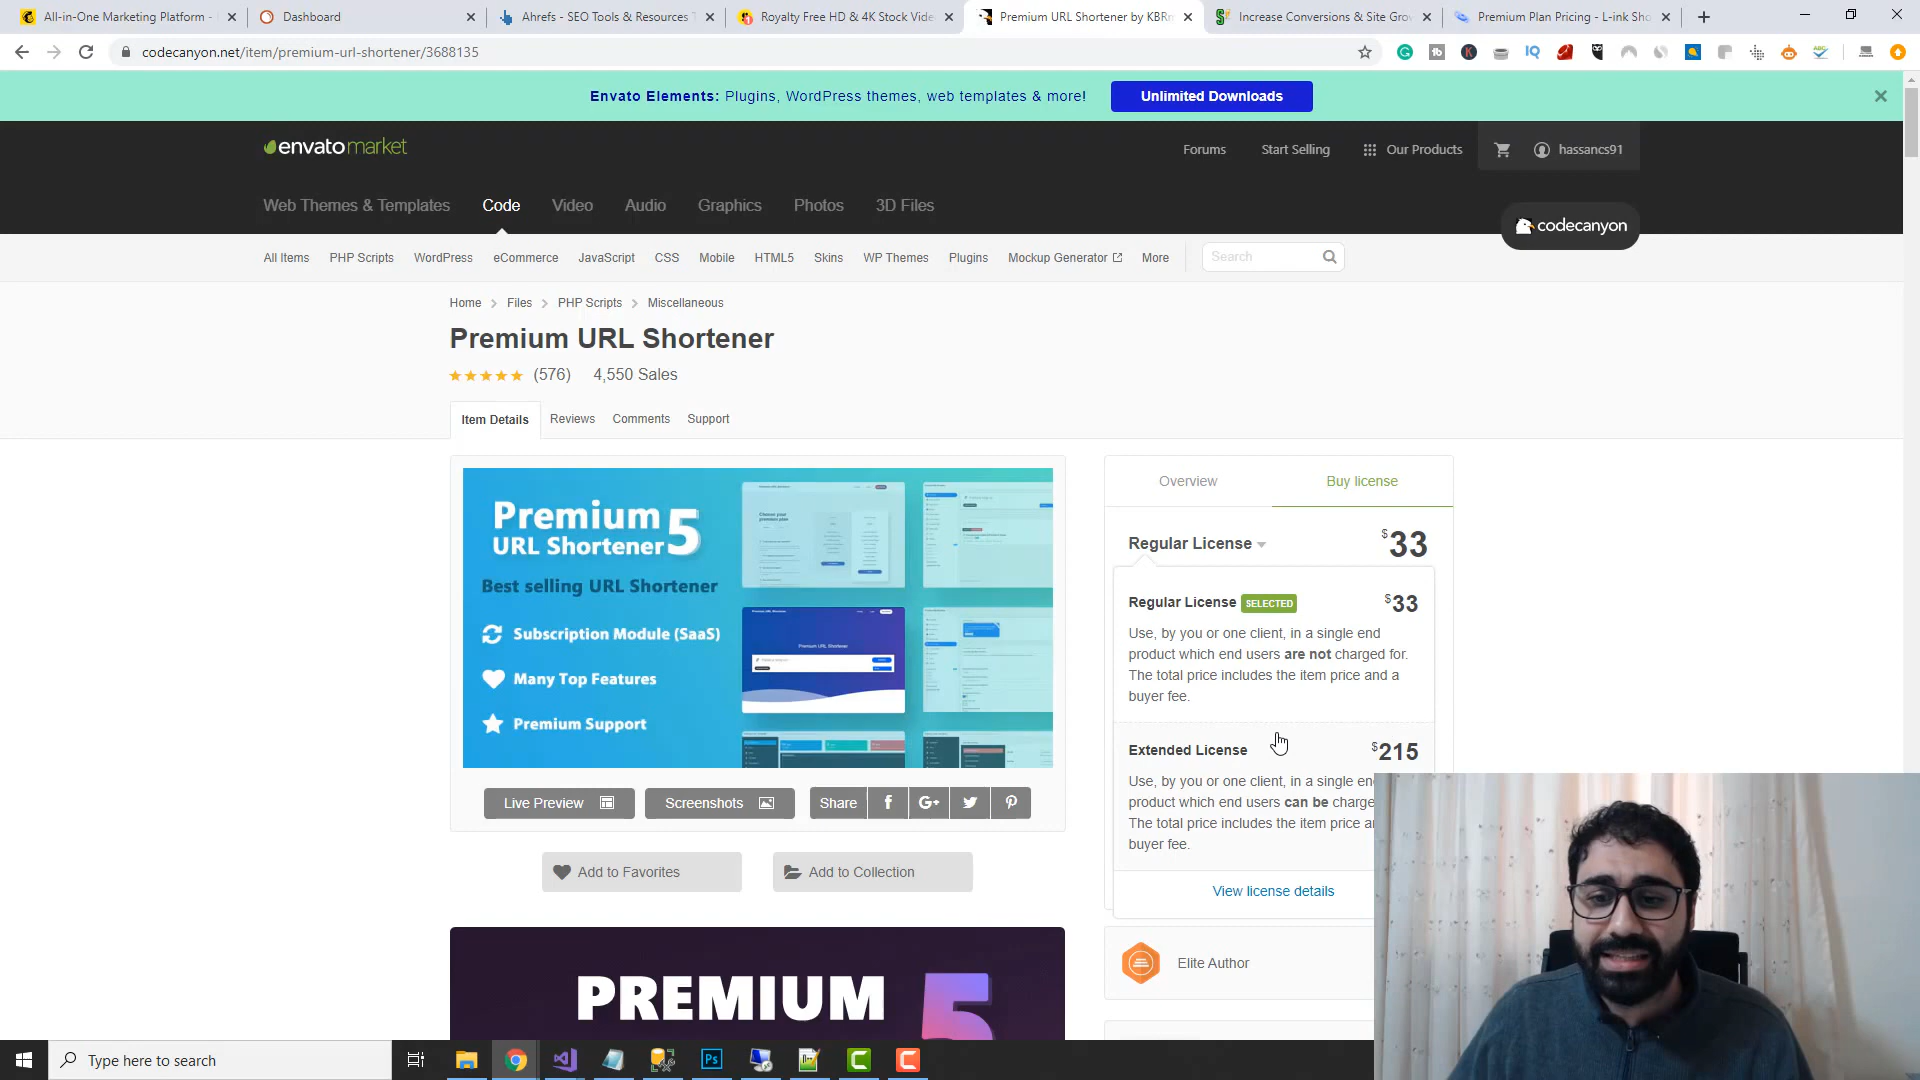 All-in-One Marketing Platform -
Dashboard
Ahrefs - SEO Tools & Resources
Royalty Free HD & 4K Stock Vide
Premium URL Shortener by KBR
Increase Conversions & Site Grow
Premium Plan Pricing - L-ink Sho
codecanyon.net/item/premium-url-shortener/3688135
Envato Elements: Plugins, WordPress themes, web templates & more!
Unlimited Downloads
envato market
Forums
Start Selling
Our Products
hassancs91
Web Themes & Templates
Code
Video
Audio
Graphics
Photos
3D Files
codecanyon
All Items
PHP Scripts
WordPress
eCommerce
JavaScript
CSS
Mobile
HTML5
Skins
WP Themes
Plugins
Mockup Generator
More
Search
Home
Files
PHP Scripts
Miscellaneous
Premium URL Shortener
(576)
4,550 Sales
Item Details
Reviews
Comments
Support
Premium 5
URL Shortener
Best selling URL Shortener
Subscription Module (SaaS)
Many Top Features
Premium Support
Live Preview
Screenshots
Share
Add to Favorites
Add to Collection
PREMIUM 5
Overview
Buy license
Regular License
$33
Regular License SELECTED
$33
Use, by you or one client, in a single end
product which end users are not charged for.
The total price includes the item price and a
buyer fee.
Extended License
$215
Use, by you or one client, in a single en
product which end users can be charge
The total price includes the item price a
buyer fee.
View license details
Elite Author
Type here to search